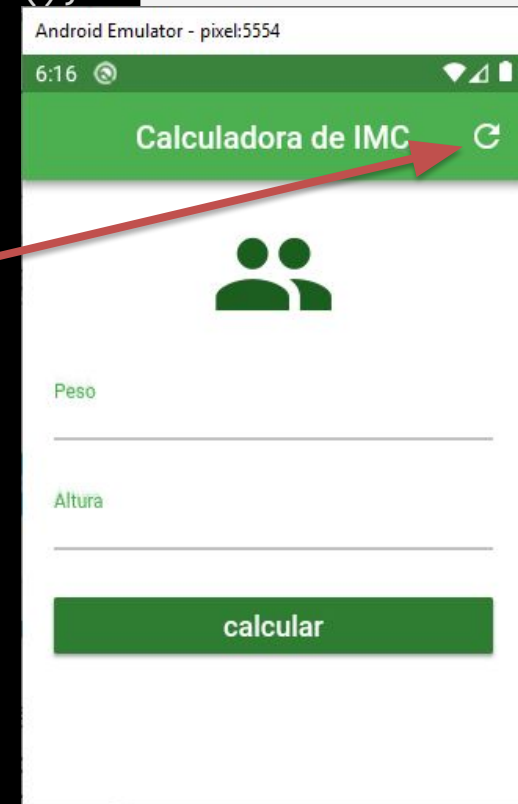 Android Emulator - pixel:5554
6:16
Calculadora de IMC
Peso
Altura
calcular